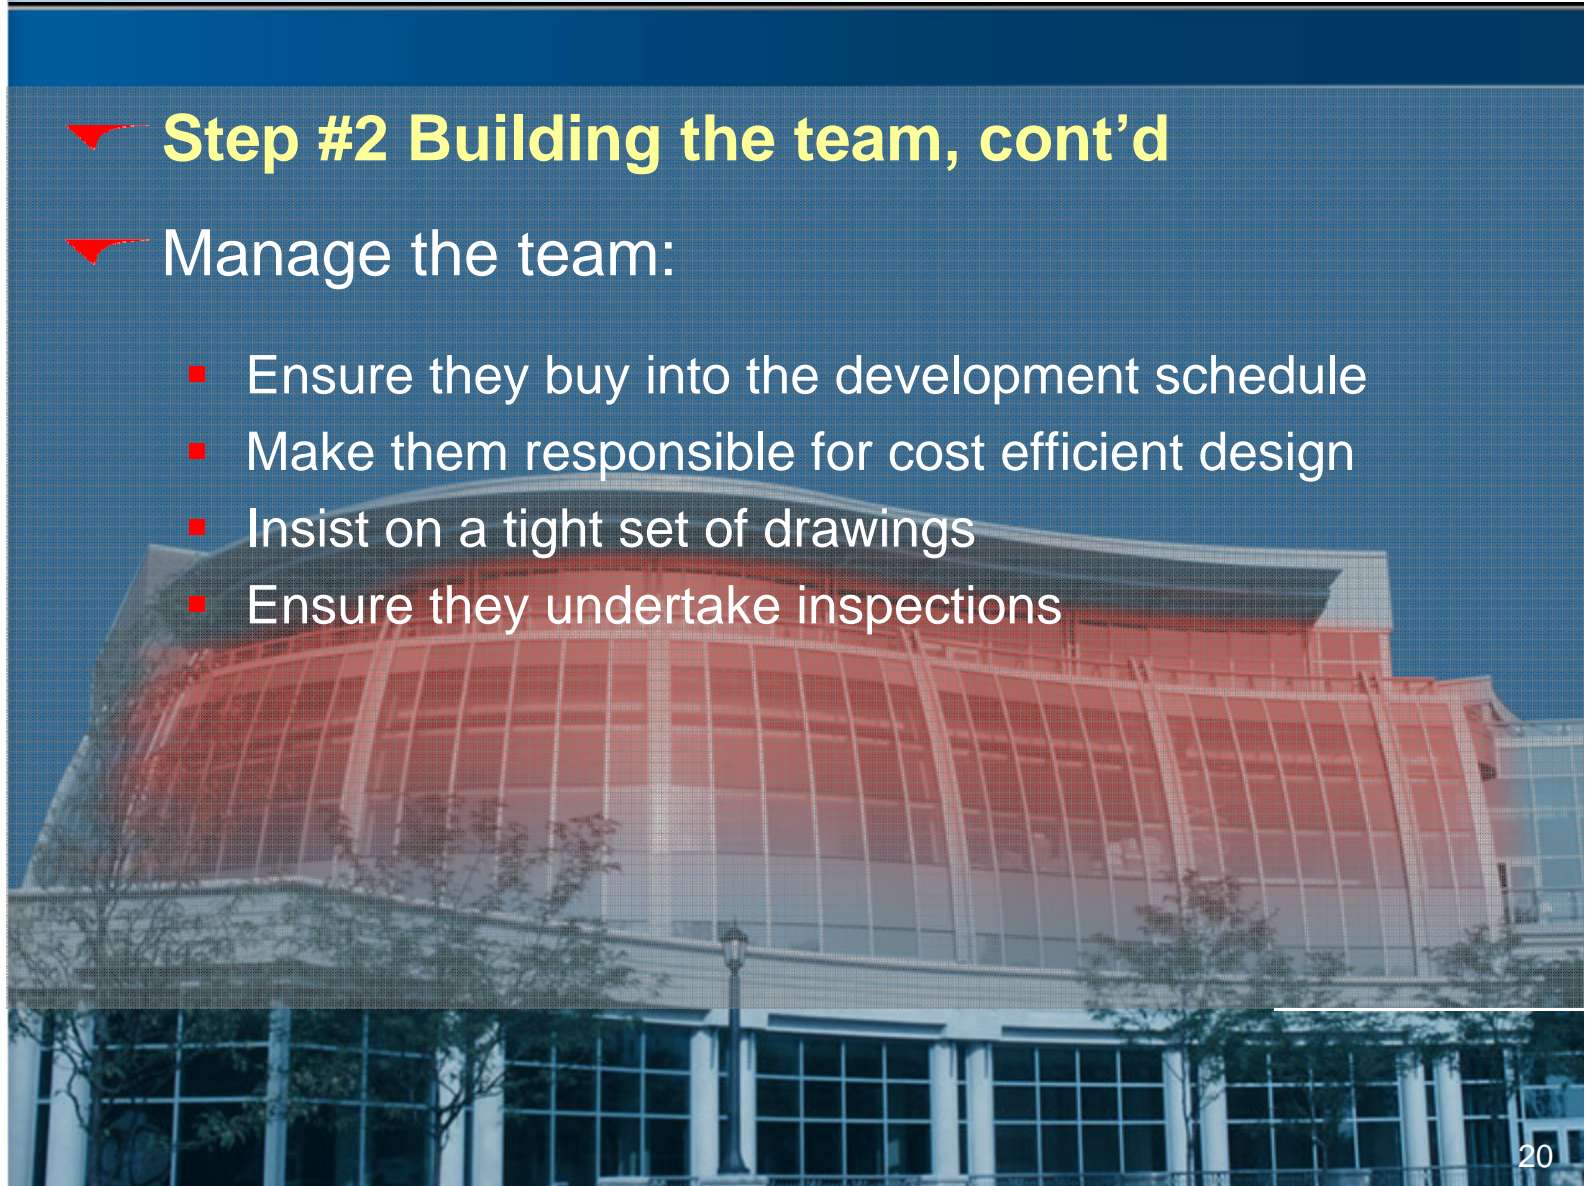 Step #2 Building the team, cont’d
Manage the team:
Ensure they buy into the development schedule
Make them responsible for cost efficient design
Insist on a tight set of drawings
Ensure they undertake inspections
20